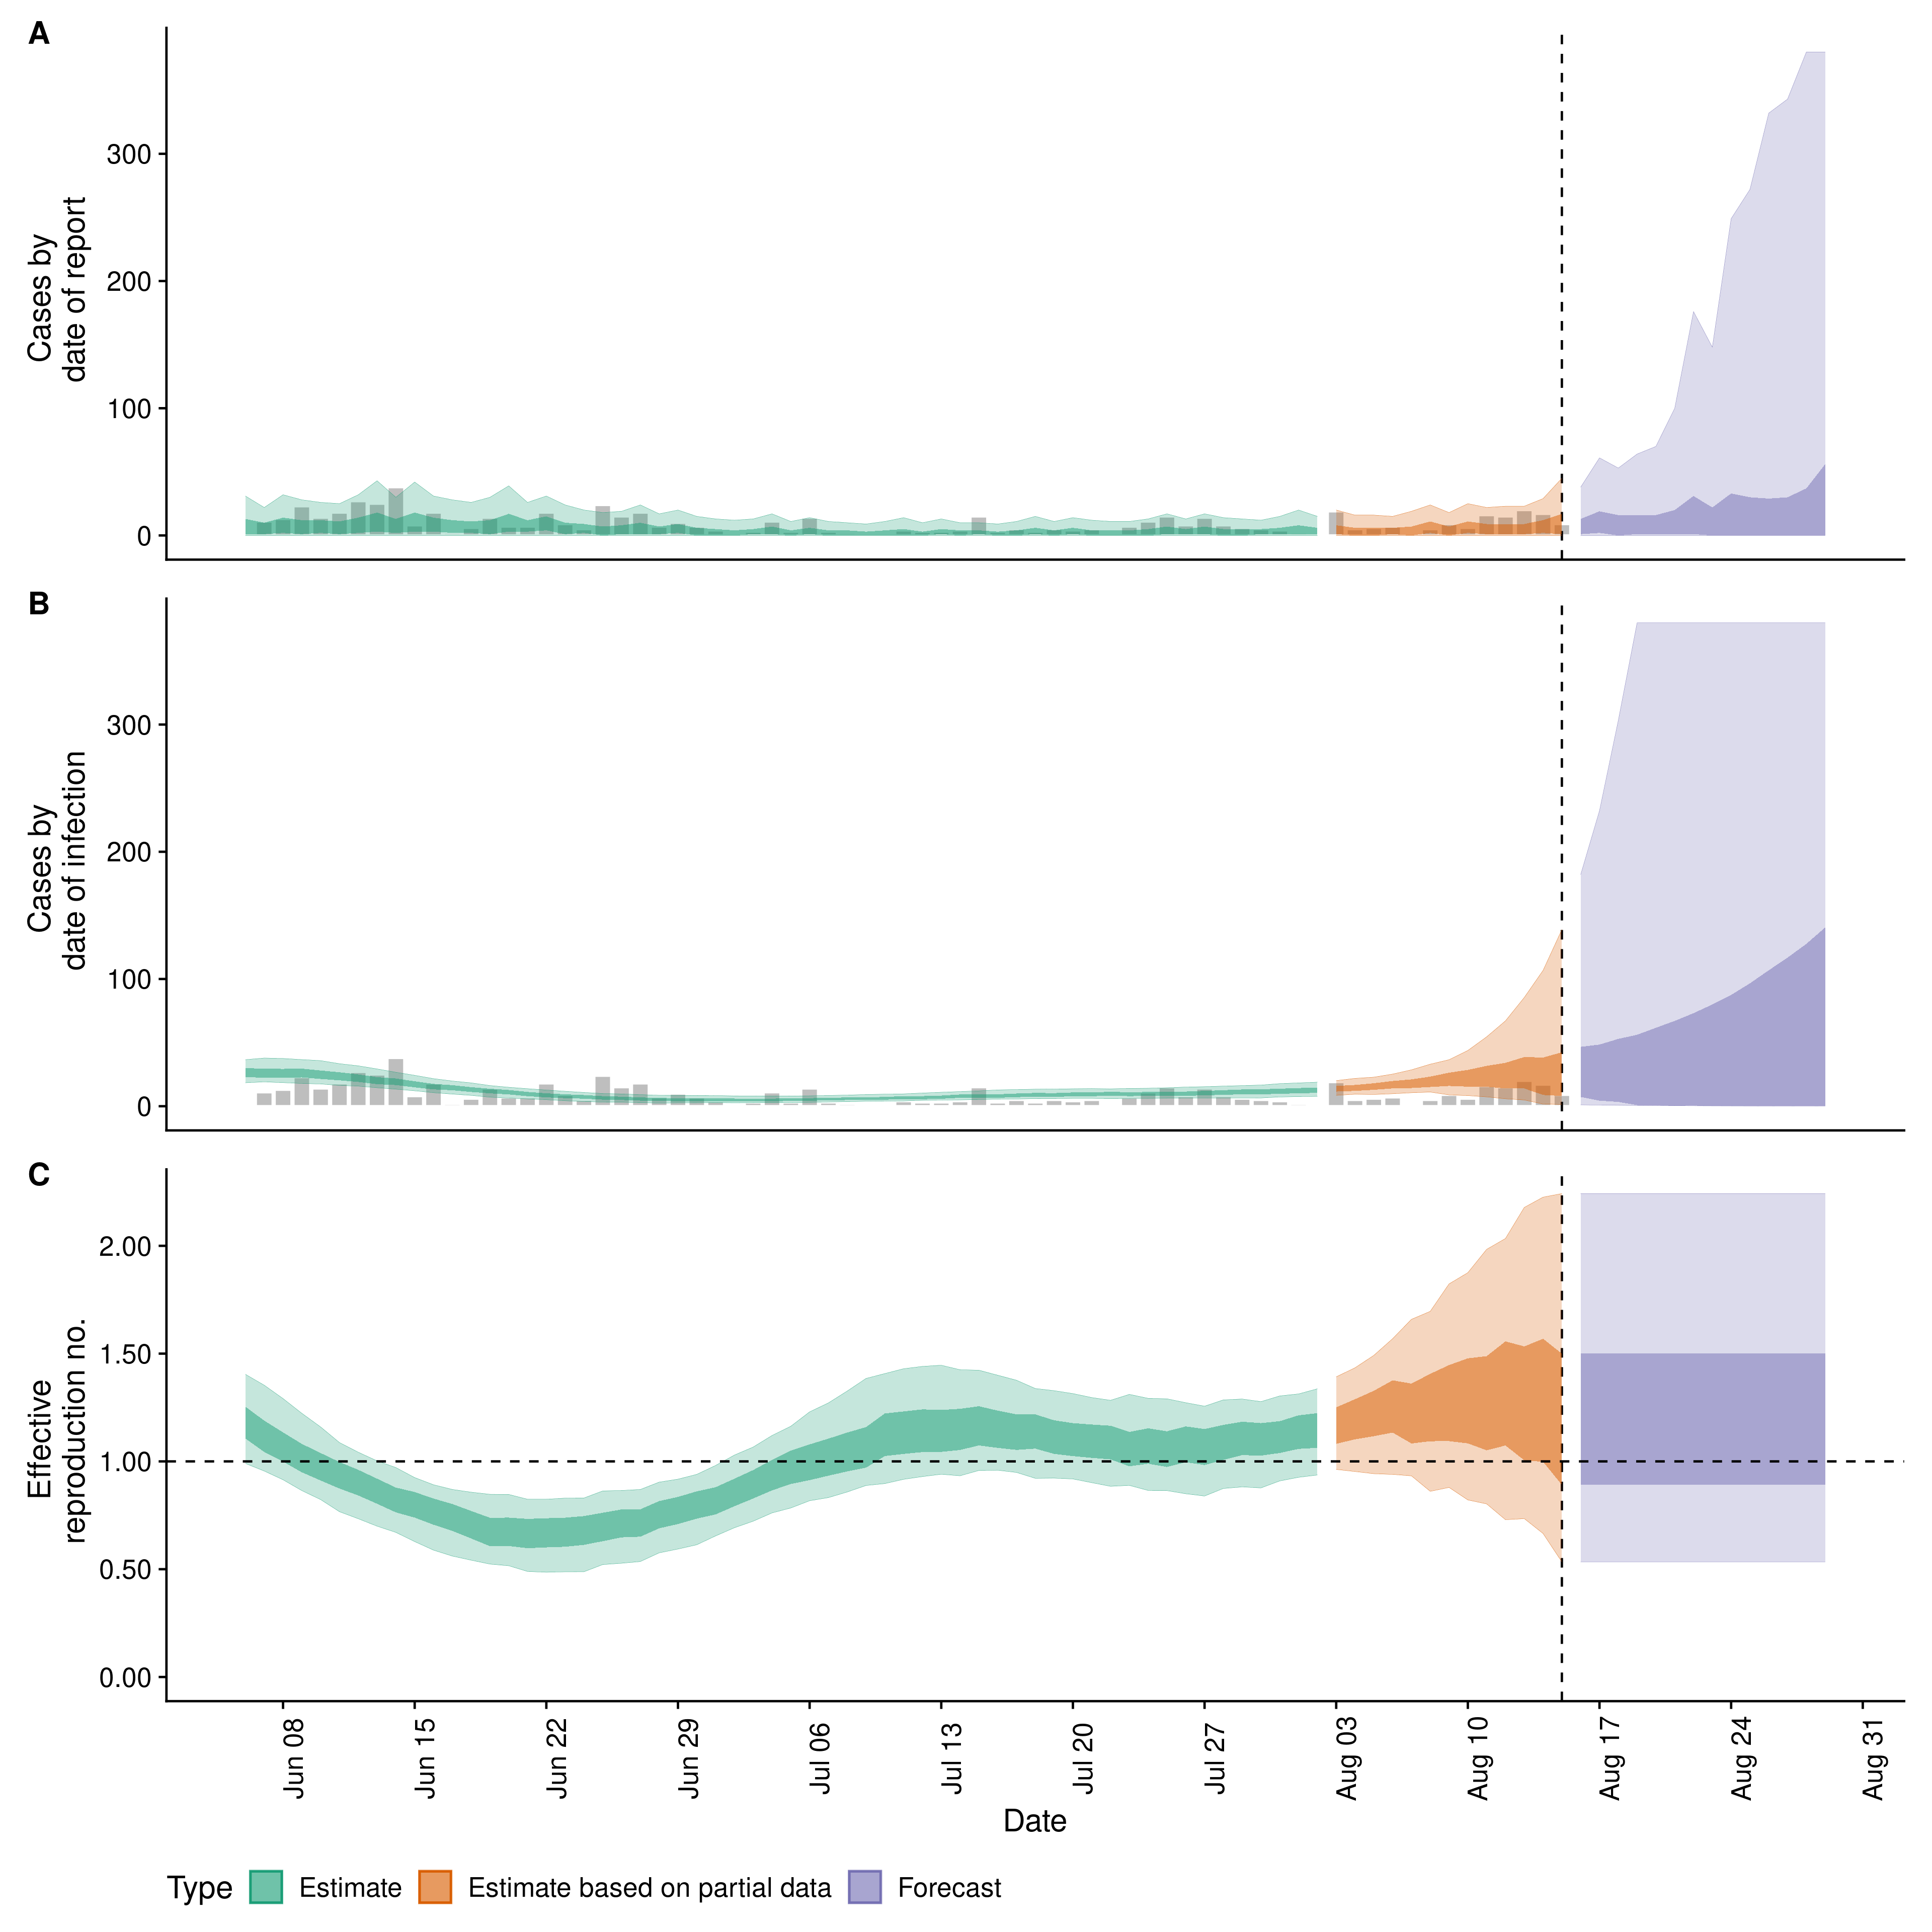 A
Cases by
date of report
300
200
100
0
B
Cases by
date of infection
300
200
100
0
C
Effective
reproduction no.
2.00
1.50
1.00
0.50
0.00
Jun 08
Jun 15
Jun 22
Jun 29
Jul 06
Jul 13
Jul 20
Jul 27
Aug 03
Aug 10
Aug 17
Aug 24
Aug 31
Date
Type Estimate Estimate based on partial data Forecast